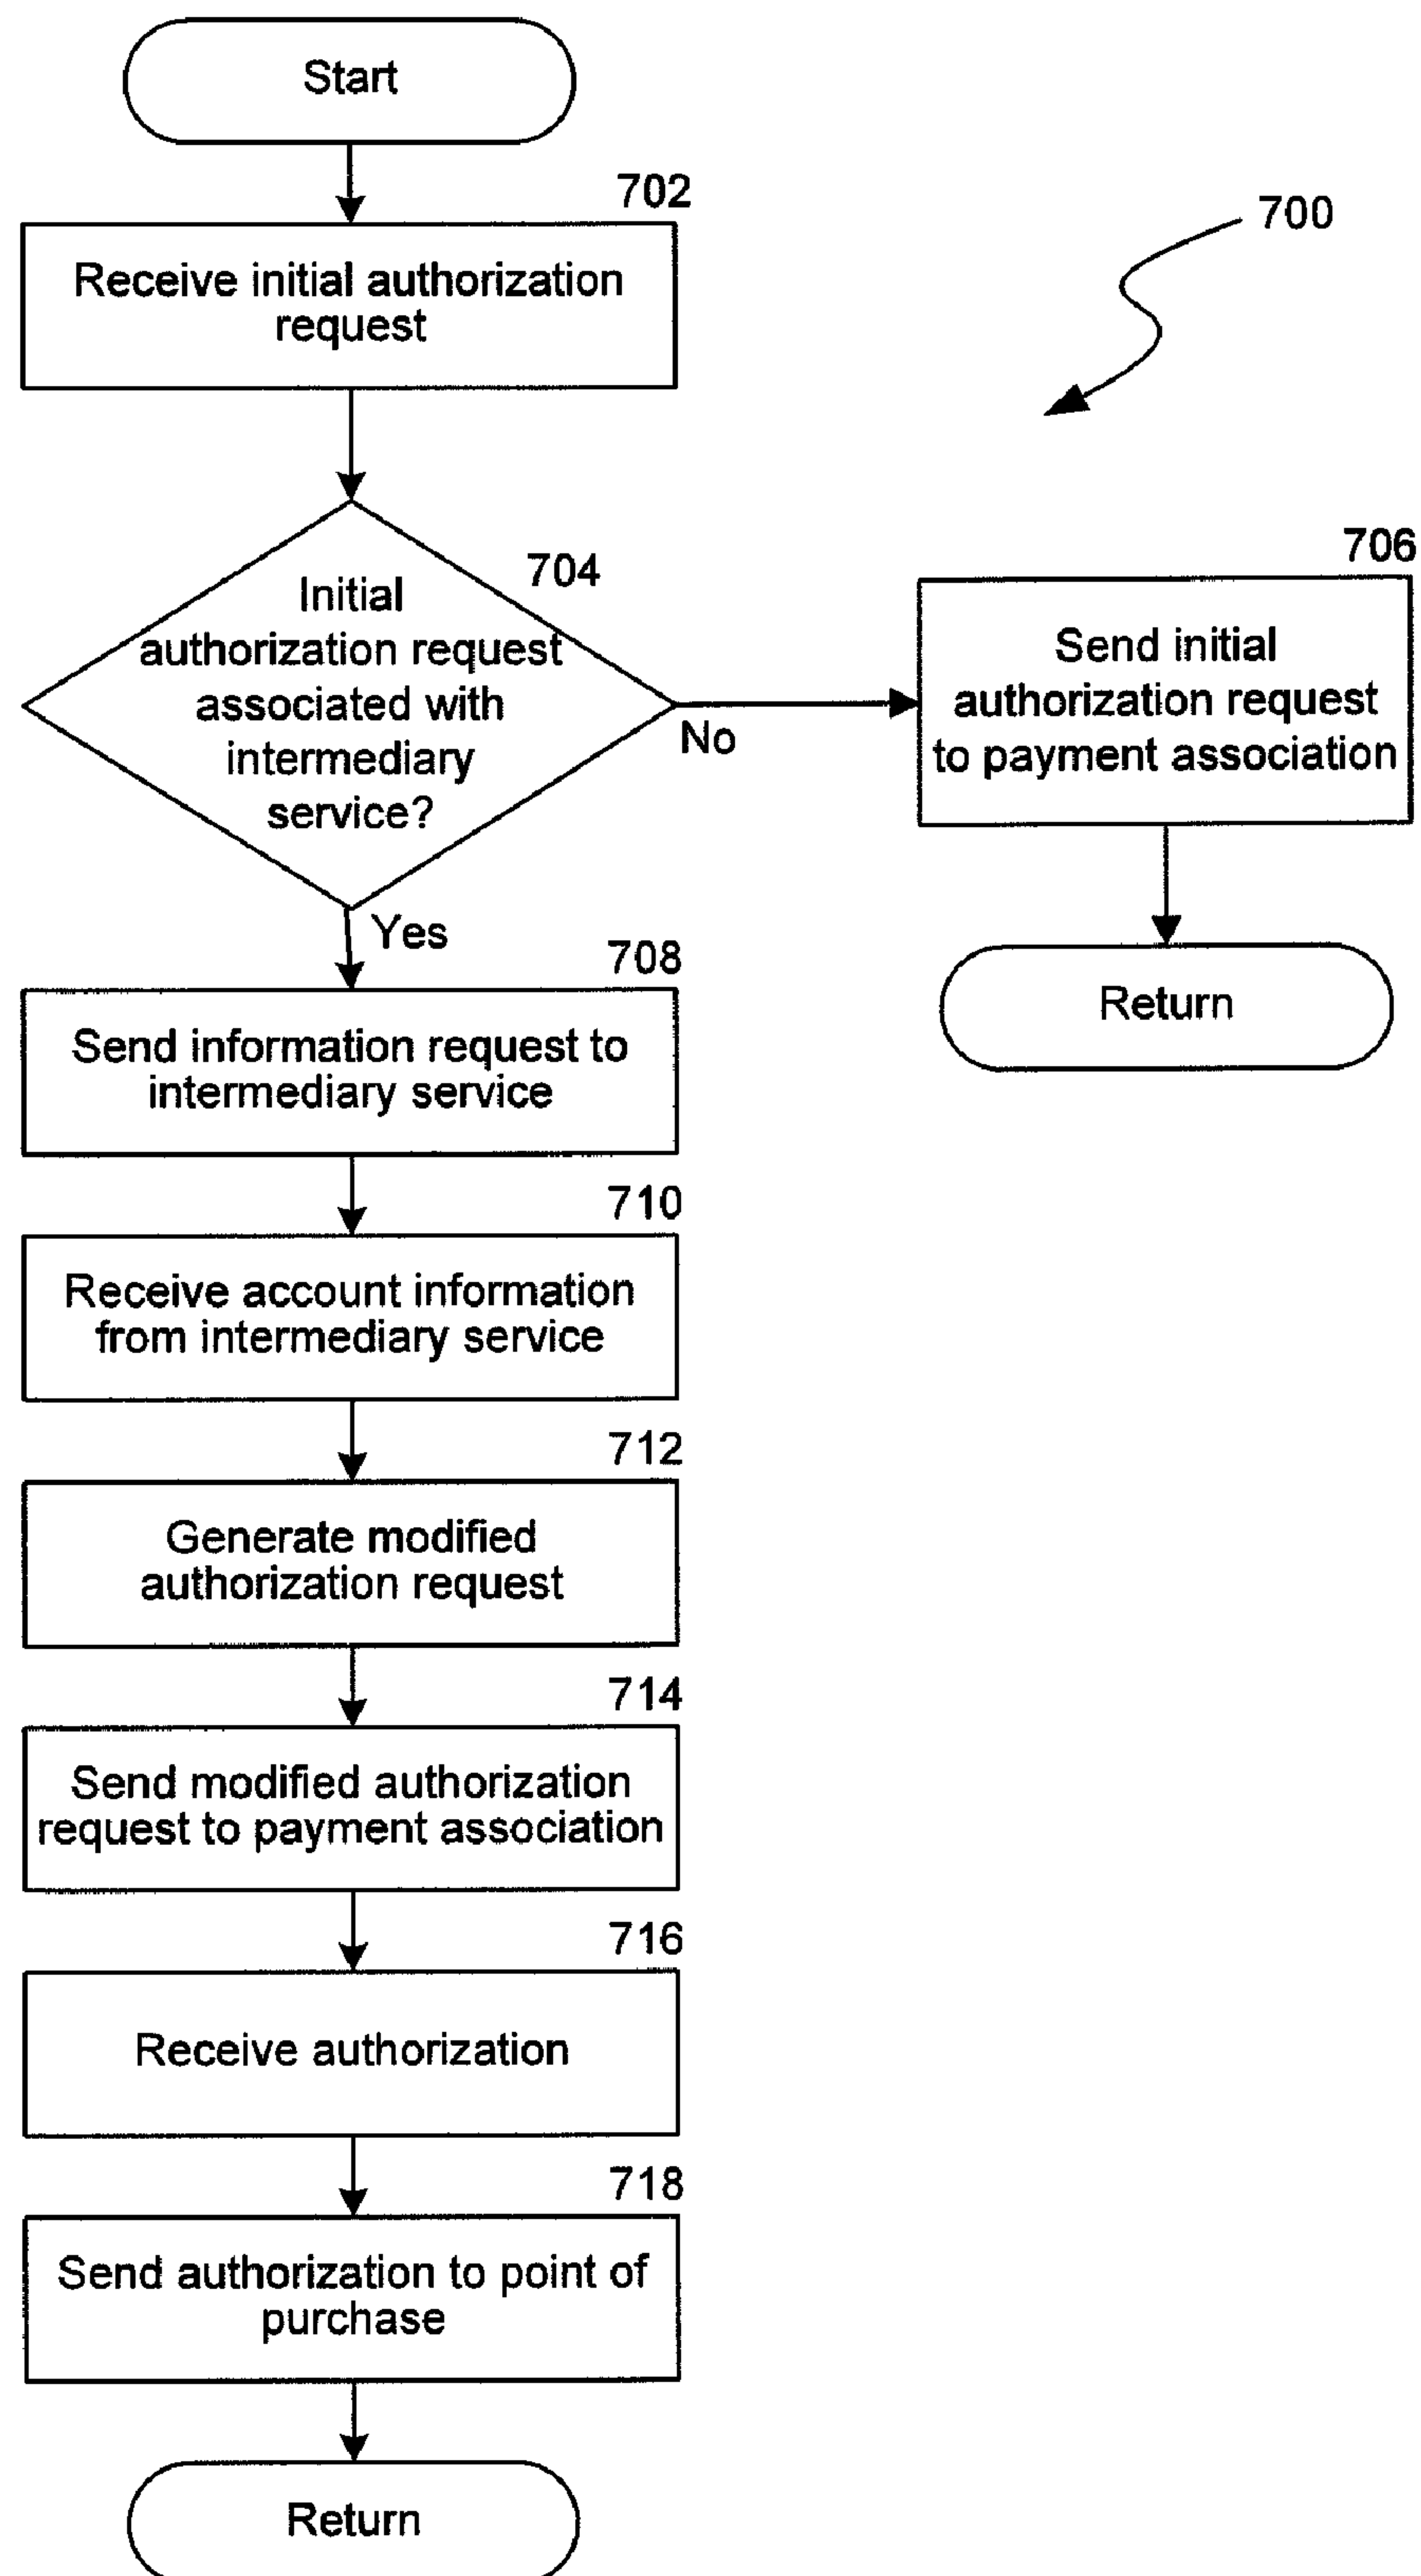 Start
702
Receive initial authorization
request
700
704
Initial
authorization request
associated with
intermediary
service?
No
706
Send initial
authorization request
to payment association
Return
Yes
708
Send information request to
intermediary service
710
Receive account information
from intermediary service
712
Generate modified
authorization request
714
Send modified authorization
request to payment association
716
Receive authorization
718
Send authorization to point of
purchase
Return